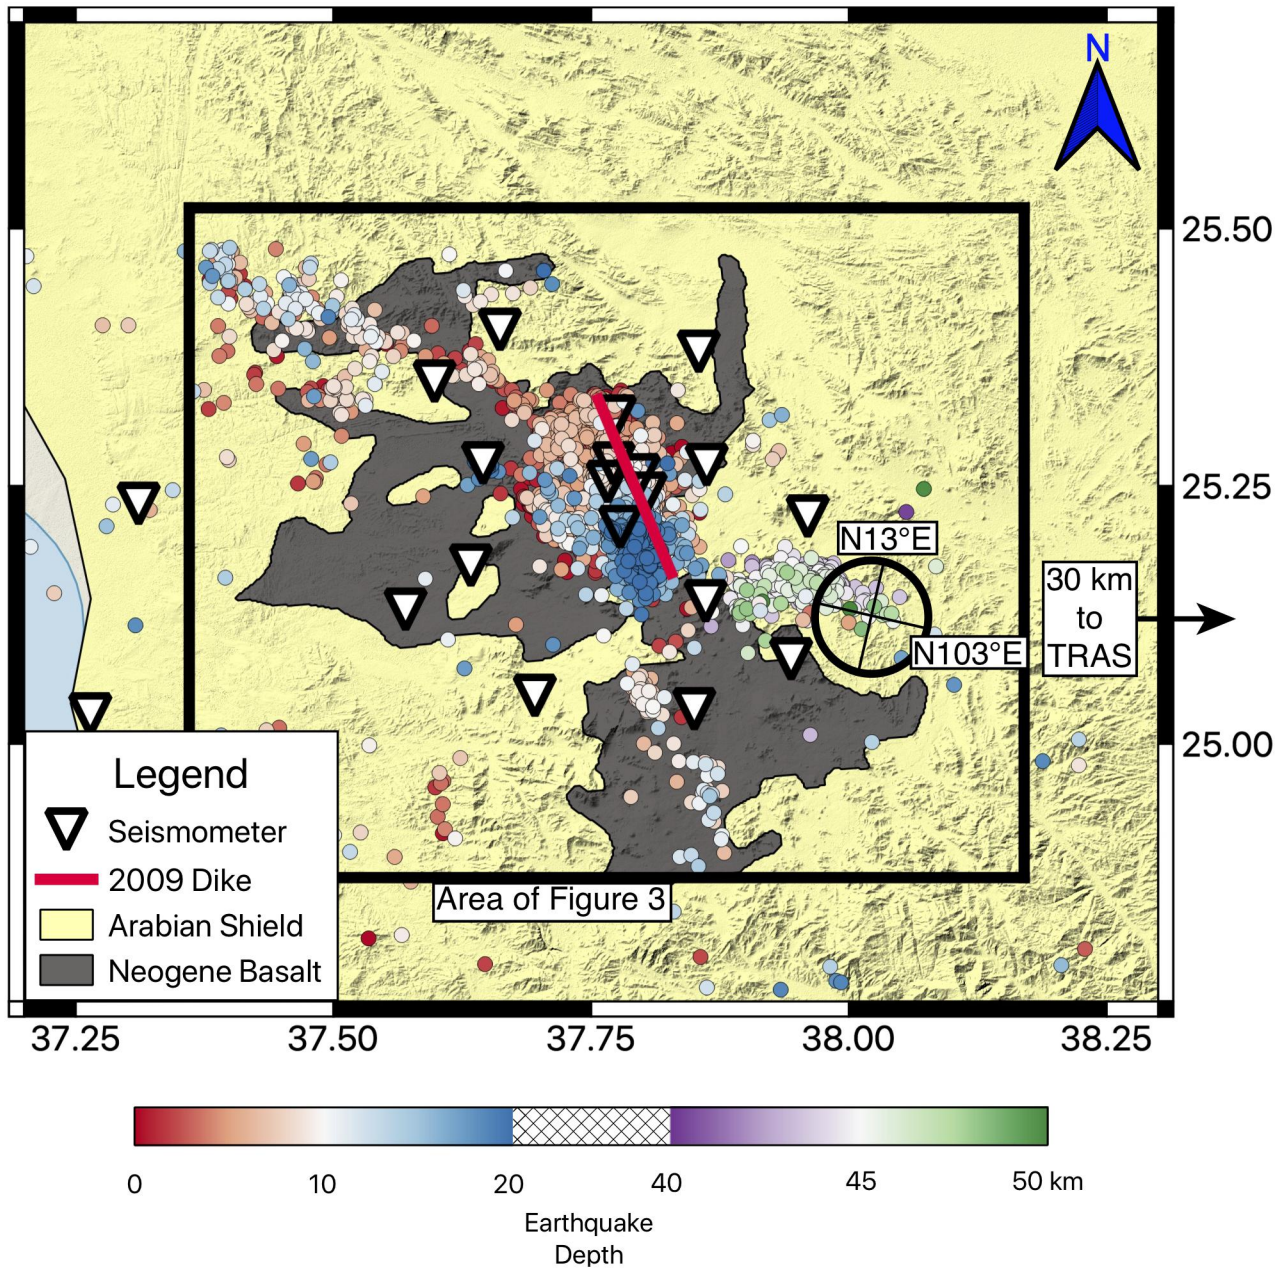 N
25.50
25.25
N13°E
30 km
to
TRAS
N103°E
25.00
Legend
Seismometer
2009 Dike
Arabian Shield
Neogene Basalt
Area of Figure 3
37.25
37.50
37.75
38.00
38.25
0
10
20
40
45
50 km
Earthquake
Depth